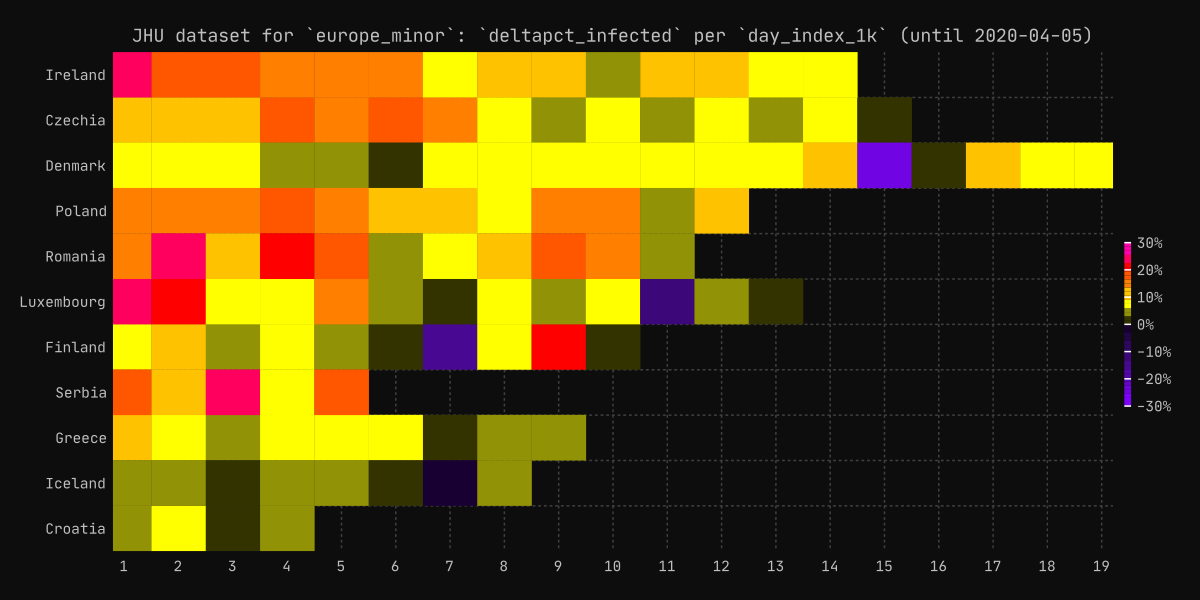 JHU dataset for `europe_minor`: `deltapct_infected` per `day_index_1k` (until 2020-04-05)
Ireland
Czechia
Denmark
Poland
Romania
Luxembourg
Finland
Serbia
Greece
Iceland
Croatia
30%
20%
10%
0%
-10%
-20%
-30%
1 2 3 4 5 6 7 8 9 10 11 12 13 14 15 16 17 18 19